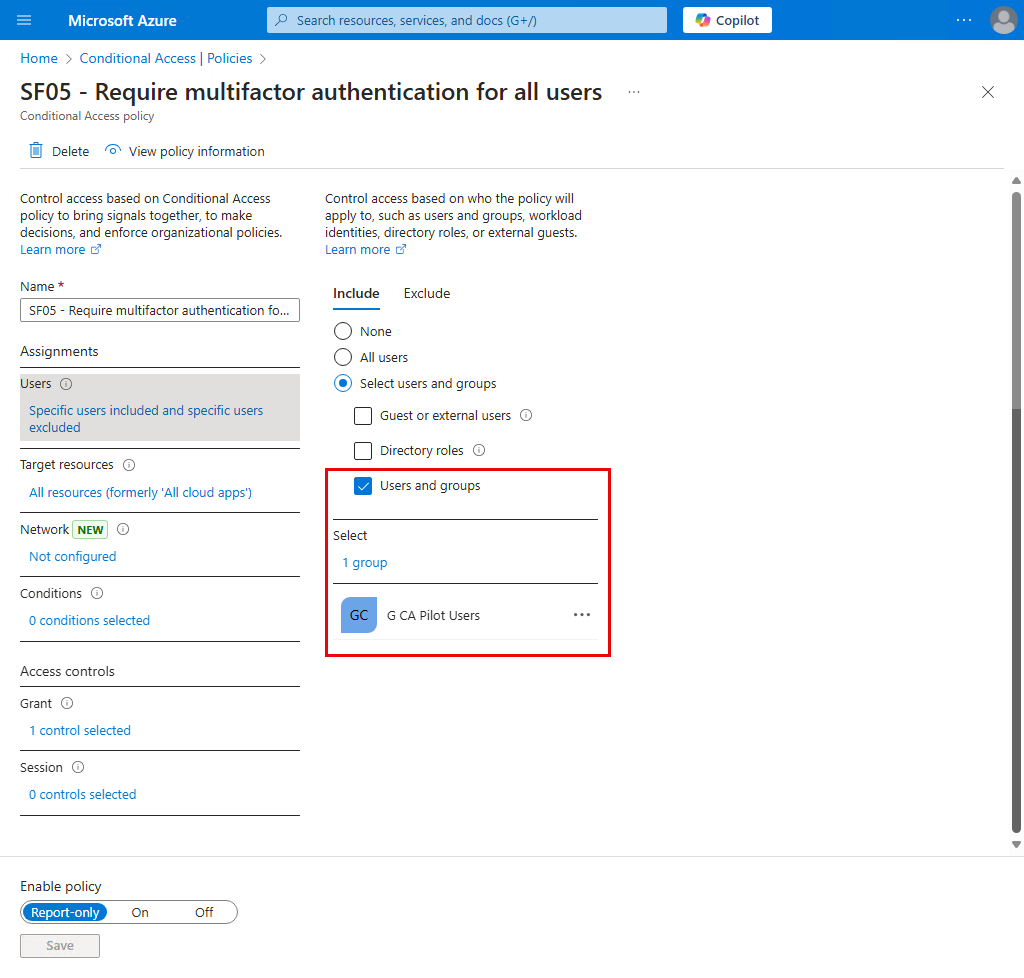 Microsoft Azure
Search resources, services, and docs (G+/)
Copilot
Home > Conditional Access | Policies >
SF05 - Require multifactor authentication for all users
Conditional Access policy
Delete
View policy information
Control access based on Conditional Access
policy to bring signals together, to make
decisions, and enforce organizational policies.
Learn more
Name *
SF05 - Require multifactor authentication fo...
Assignments
Users
Specific users included and specific users
excluded
Target resources
All resources (formerly 'All cloud apps')
Network NEW
Not configured
Conditions
0 conditions selected
Access controls
Grant
1 control selected
Session
0 controls selected
Control access based on who the policy will
apply to, such as users and groups, workload
identities, directory roles, or external guests.
Learn more
Include
Exclude
None
All users
Select users and groups
Guest or external users
Directory roles
Users and groups
Select
1 group
GC
G CA Pilot Users
Enable policy
Report-only
On
Off
Save